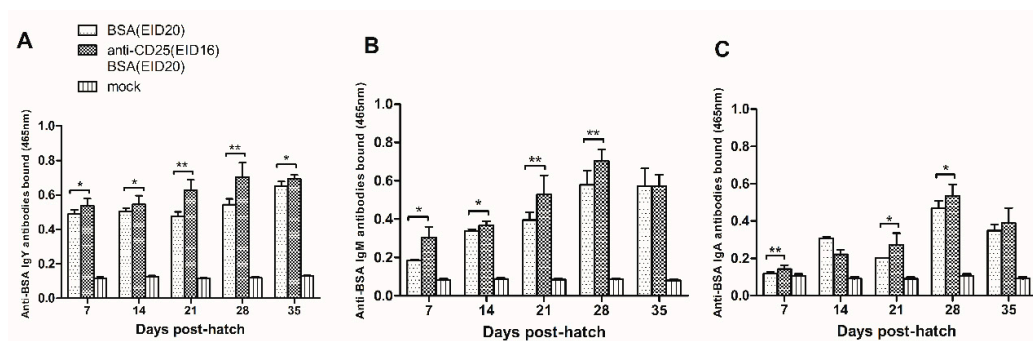 A
BSA(EID20)
anti-CD25(EID16)
BSA(EID20)
mock
Anti-BSA IgY antibodies bound (465nm)
1.0
0.8
0.6
0.4
0.2
0.0
* * ** ** *
7 14 21 28 35
Days post-hatch
B
Anti-BSA IgM antibodies bound (465nm)
1.0
0.8
0.6
0.4
0.2
0.0
* * ** **
7 14 21 28 35
Days post-hatch
C
Anti-BSA IgA antibodies bound (465nm)
1.0
0.8
0.6
0.4
0.2
0.0
** * *
7 14 21 28 35
Days post-hatch